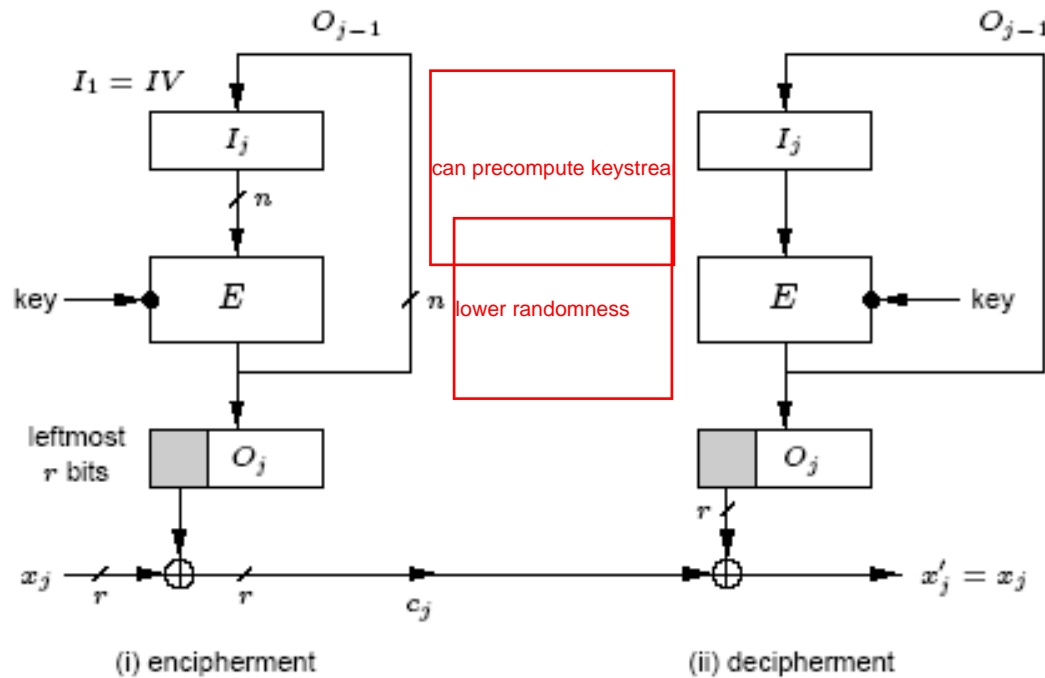 O_{j-1}
O_{j-1}
I_1 = IV
I_j
I_j
can precompute keystrea
n
key
E
n
lower randomness
E
key
leftmost
r bits
O_j
O_j
r
x_j
r
r
c_j
x'_j = x_j
(i) encipherment
(ii) decipherment